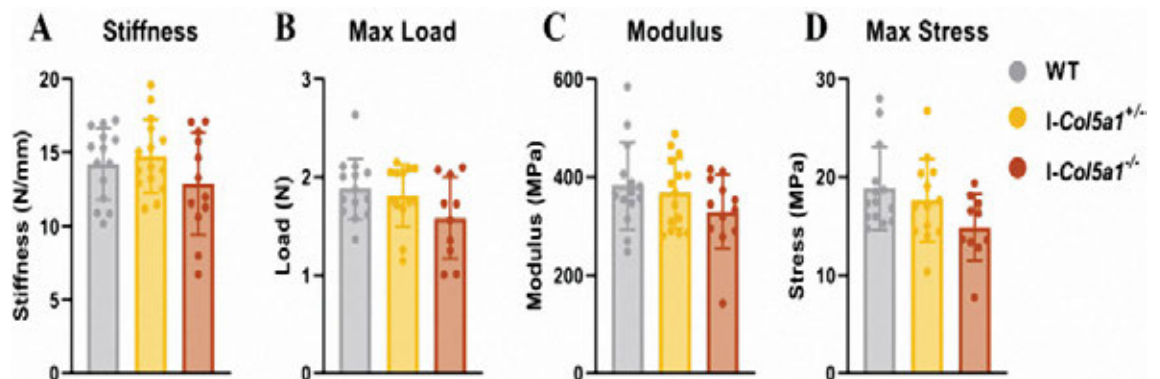 A Stiffness
Stiffness (N/mm)
20
15
10
5
0
B Max Load
Load (N)
3
2
1
0
C Modulus
Modulus (MPa)
600
400
200
0
D Max Stress
Stress (MPa)
30
20
10
0
WT
I-Col5a1+/-
I-Col5a1-/-